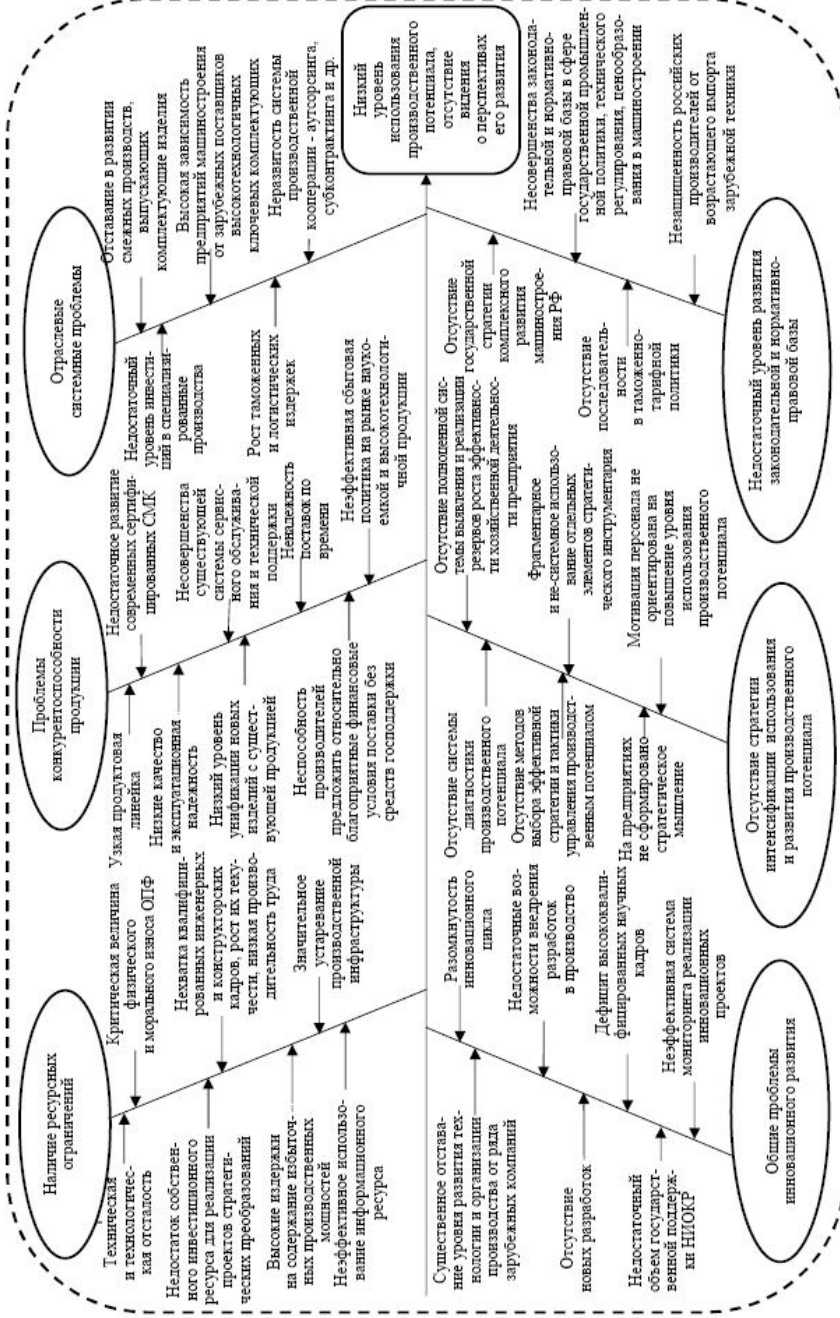 Наличие ресурсных
ограничений
Техническая
и технологичес-
кая отсталость
Критическая величина
физического
и морального износа ОПФ
Недостаток собствен-
ного инвестиционного
ресурса для реализации
проектов стратеги-
ческих преобразований
Нехватка квалифици-
рованных инженерных
и конструкторских
кадров, рост их теку-
чести, низкая произво-
дительность труда
Высокие издержки
на содержание избыточ-
ных производственных
мощностей
Значительное
устаревание
производственной
инфраструктуры
Неэффективное использо-
вание информационного
ресурса
Проблемы
конкурентоспособности
продукции
Узкая продуктовая
линейка
Недостаточное развитие
современных сертифи-
цированных СМК
Низкие качество
и эксплуатационная
надежность
Несовершенства
существующей
системы сервис-
ного обслужива-
ния и технической
поддержки
Низкий уровень
унификации новых
изделий с сущест-
вующей продукцией
Ненадежность
поставок по
времени
Неспособность
производителей
предложить относительно
благоприятные финансовые
условия поставки без
средств господдержки
Неэффективная сбытовая
политика на рынке науко-
емкой и высокотехнологи-
чной продукции
Отраслевые
системные проблемы
Отставание в развитии
смежных производств,
выпускающих
комплектующие изделия
Недостаточный
уровень инвести-
ций в специализи-
рованные
производства
Высокая зависимость
предприятий машиностроения
от зарубежных поставщиков
высокотехнологичных
ключевых комплектующих
Рост таможенных
и логистических
издержек
Неразвитость системы
производственной
кооперации - аутсорсинга,
субконтрактинга и др.
Низкий
уровень
использования
производственного
потенциала,
отсутствие
видения
о перспективах
его развития
Существенное отстава-
ние уровня развития тех-
нологии и организации
производства от ряда
зарубежных компаний
Разомкнутость
инновационного
цикла
Отсутствие
новых разработок
Недостаточные воз-
можности внедрения
разработок
в производство
Недостаточный
объем государст-
венной поддерж-
ки НИОКР
Дефицит высококвали-
фицированных научных
кадров
Неэффективная система
мониторинга реализации
инновационных
проектов
Общие проблемы
инновационного развития
Отсутствие системы
диагностики
производственного
потенциала
Отсутствие полноценной сис-
темы выявления и реализации
резервов роста эффективнос-
ти хозяйственной деятельнос-
ти предприятия
Отсутствие методов
выбора эффективной
стратегии и тактики
управления производст-
венным потенциалом
Фрагментарное
и не-системное использо-
вание отдельных
элементов стратеги-
ческого инструментария
На предприятиях
не сформировано
стратегическое
мышление
Мотивация персонала не
ориентирована на
повышение уровня
использования
производственного
потенциала
Отсутствие стратегии
интенсификации использования
и развития производственного
потенциала
Отсутствие
государственной
стратегии
комплексного
развития
машинострое-
ния РФ
Несовершенства законода-
тельной и нормативно-
правовой базы в сфере
государственной промышлен-
ной политики, технического
регулирования, ценообразо-
вания в машиностроении
Отсутствие
последователь-
ности
в таможенно-
тарифной
политики
Незащищенность российских
производителей от
возрастающего импорта
зарубежной техники
Недостаточный уровень развития
законодательной и нормативно-
правовой базы